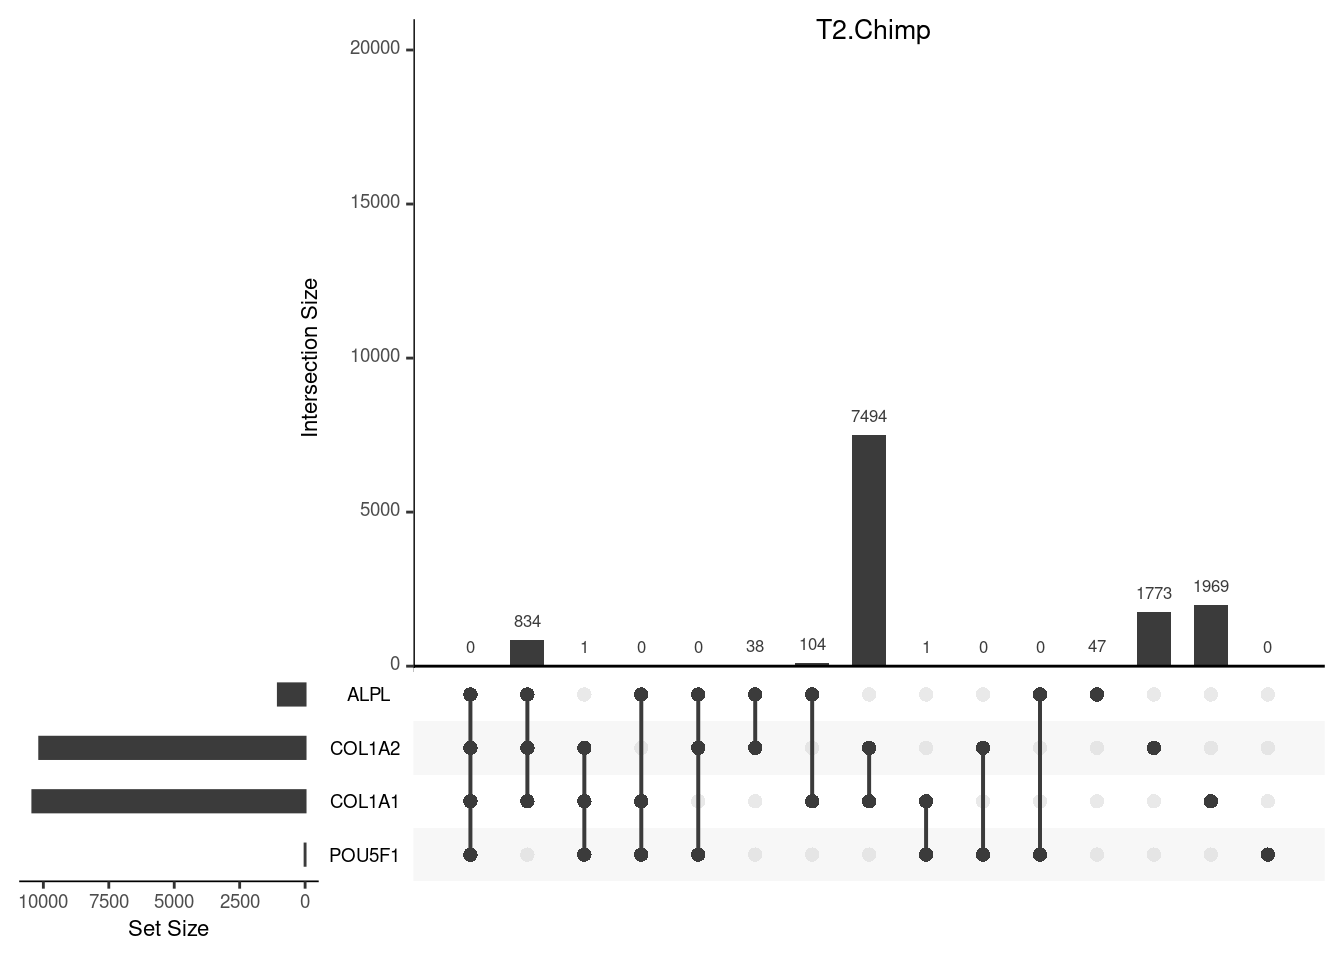 T2.Chimp
20000
15000
10000
5000
0
Intersection Size
0 834 1 0 0 38 104 7494 1 0 0 47 1773 1969 0
ALPL
COL1A2
COL1A1
POU5F1
10000 7500 5000 2500 0
Set Size